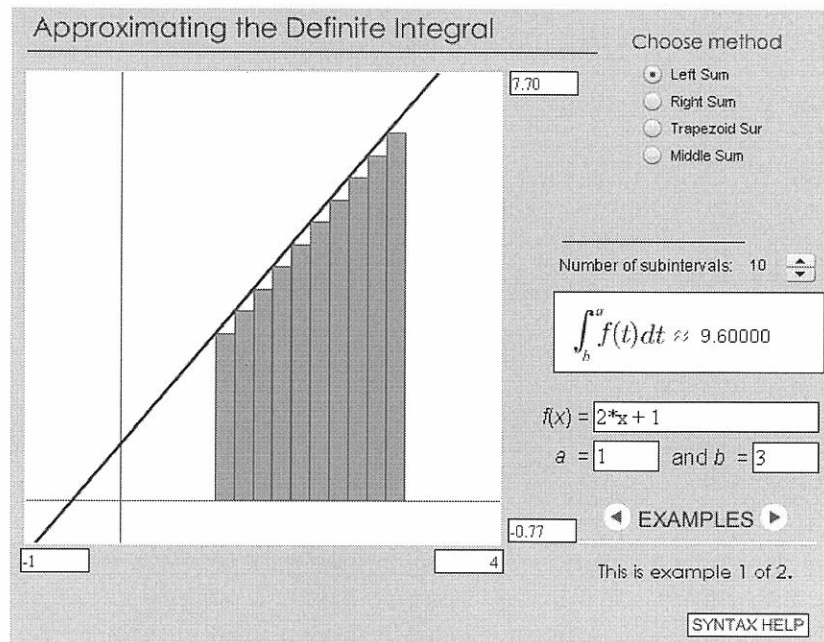 Approximating the Definite Integral
7.70
-0.77
-1
4
Choose method
Left Sum
Right Sum
Trapezoid Sur
Middle Sum
Number of subintervals: 10
∫_b^a f(t)dt ≈ 9.60000
f(x) = 2*x + 1
a = 1 and b = 3
EXAMPLES
This is example 1 of 2.
SYNTAX HELP